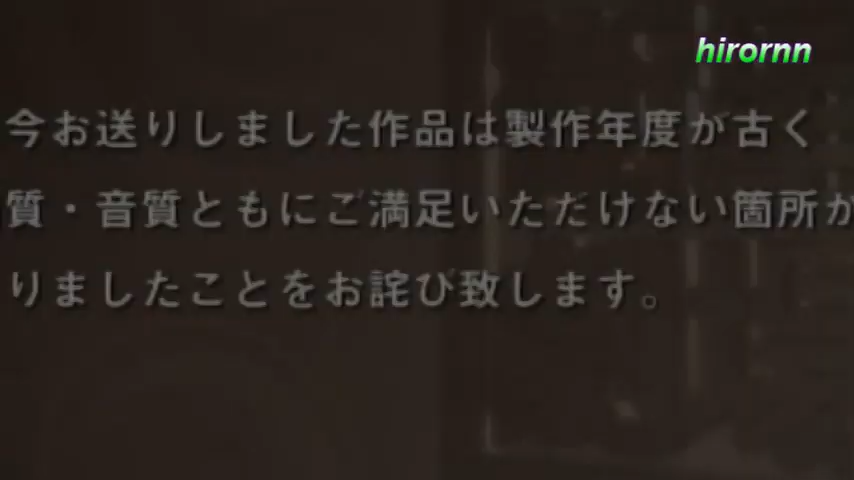 hirornn
今お送りしました作品は製作年度が古く
質・音質ともにご満足いただけない箇所が
りましたことをお詫び致します。